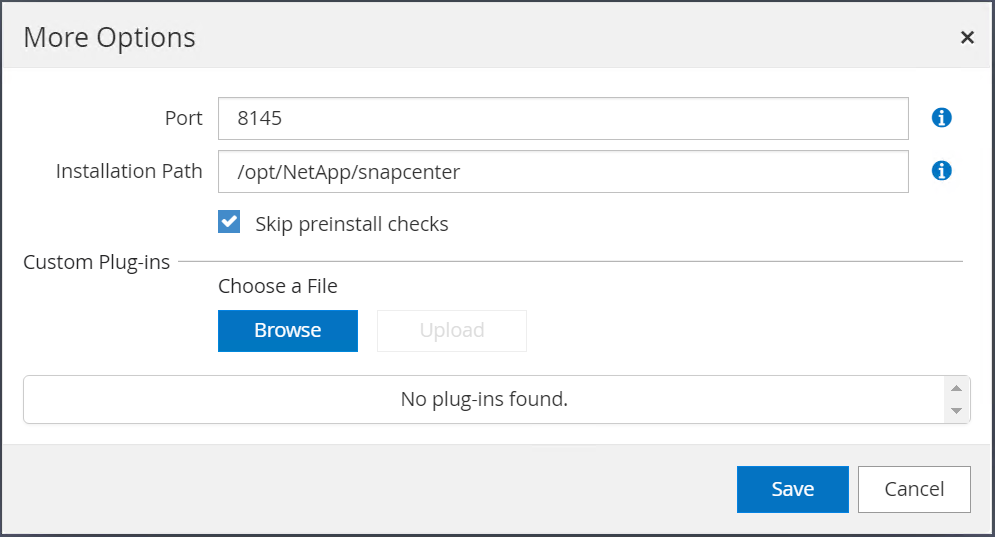 More Options
Port 8145
Installation Path /opt/NetApp/snapcenter
Skip preinstall checks
Custom Plug-ins
Choose a File
Browse Upload
No plug-ins found.
Save Cancel